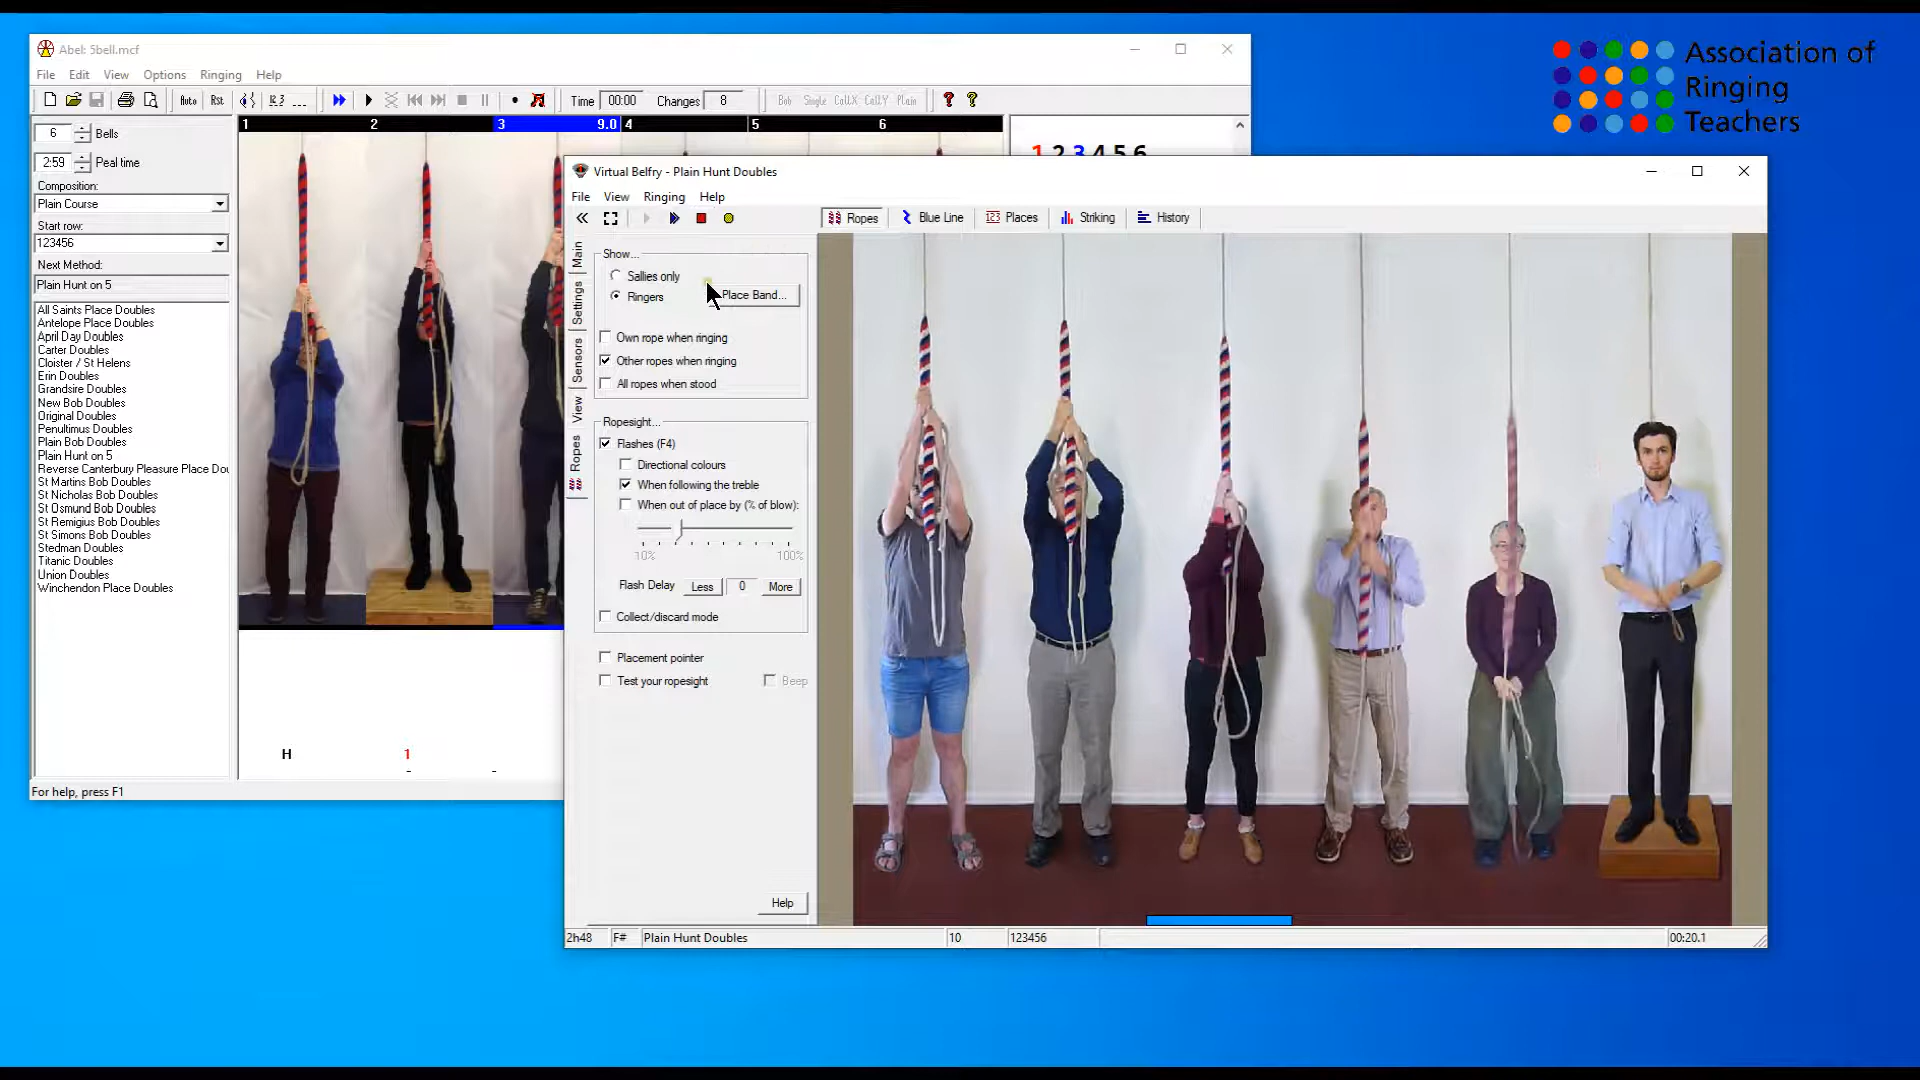 Association of
Ringing
Teachers
Abel: 5bell.mcf
File Edit View Options Ringing Help
Auto Rst Time 00:00 Changes 8 Bob Single Call.X Call.Y Plain
6 Bells
2:59 Peal time
Composition:
Plain Course
Start row:
123456
Next Method:
Plain Hunt on 5
All Saints Place Doubles
Antelope Place Doubles
April Day Doubles
Carter Doubles
Cloister / St Helens
Erin Doubles
Grandsire Doubles
New Bob Doubles
Original Doubles
Penultimus Doubles
Plain Bob Doubles
Plain Hunt on 5
Reverse Canterbury Pleasure Place Dou
St Martins Bob Doubles
St Nicholas Bob Doubles
St Osmund Bob Doubles
St Remigius Bob Doubles
St Simons Bob Doubles
Stedman Doubles
Titanic Doubles
Union Doubles
Winchendon Place Doubles
1 2 3 9.0 4 5 6
1 2 3 4 5 6
H 1
- -
For help, press F1
Virtual Belfry - Plain Hunt Doubles
File View Ringing Help
Ropes Blue Line Places Striking History
Main
Settings
Sensors
View
Ropes
Show...
Sallies only
Ringers Place Band...
Own rope when ringing
Other ropes when ringing
All ropes when stood
Ropesight...
Flashes (F4)
Directional colours
When following the treble
When out of place by (% of blow):
10% 100%
Flash Delay Less 0 More
Collect/discard mode
Placement pointer
Test your ropesight Beep
Help
2h48 F# Plain Hunt Doubles 10 123456 00:20.1